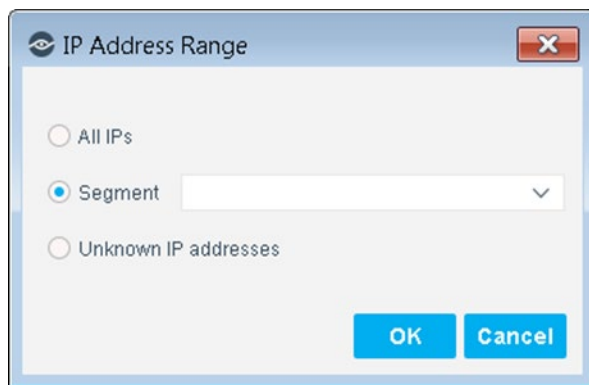 IP Address Range
All IPs
Segment
Unknown IP addresses
OK Cancel